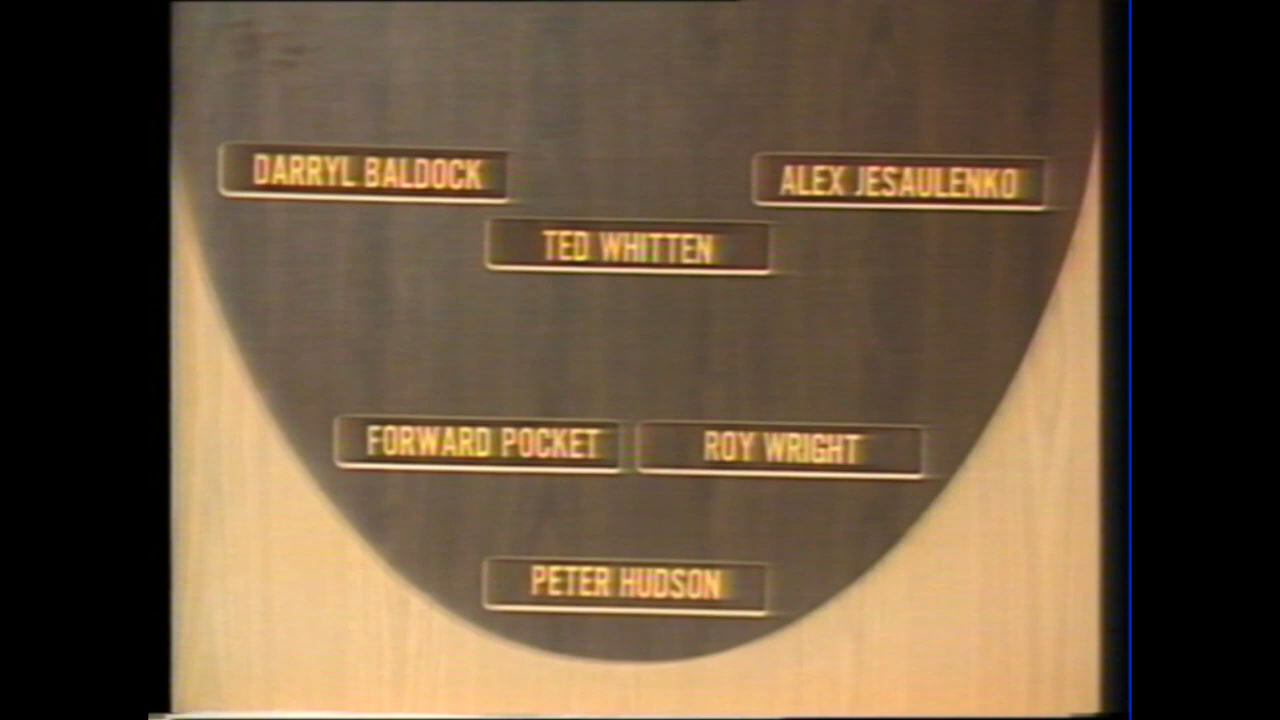 DARRYL BALDOCK
ALEX JESAULENKO
TED WHITTEN
FORWARD POCKET
ROY WRIGHT
PETER HUDSON